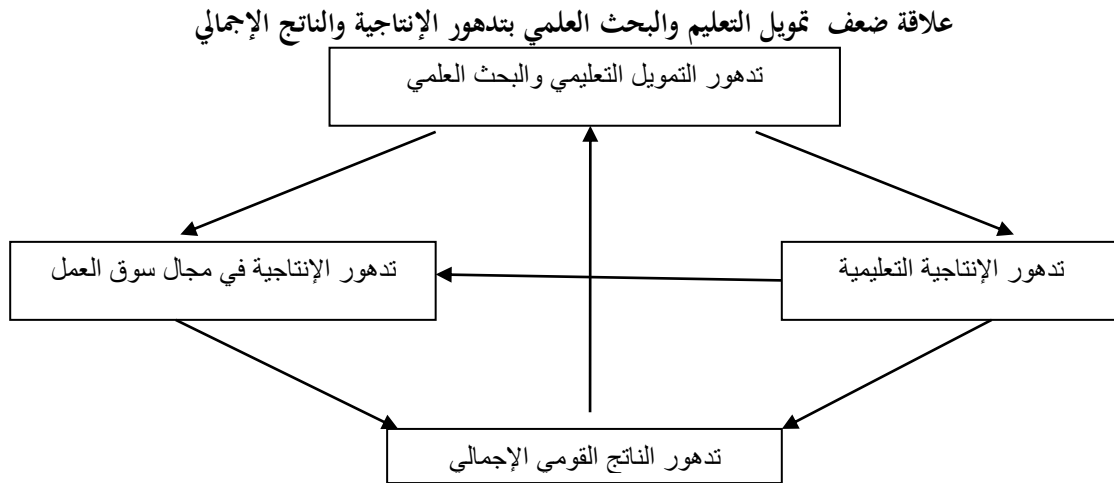 علاقة ضعف تمويل التعليم والبحث العلمي بتدهور الإنتاجية والناتج الإجمالي
تدهور التمويل التعليمي والبحث العلمي
تدهور الإنتاجية التعليمية
تدهور الإنتاجية في مجال سوق العمل
تدهور الناتج القومي الإجمالي